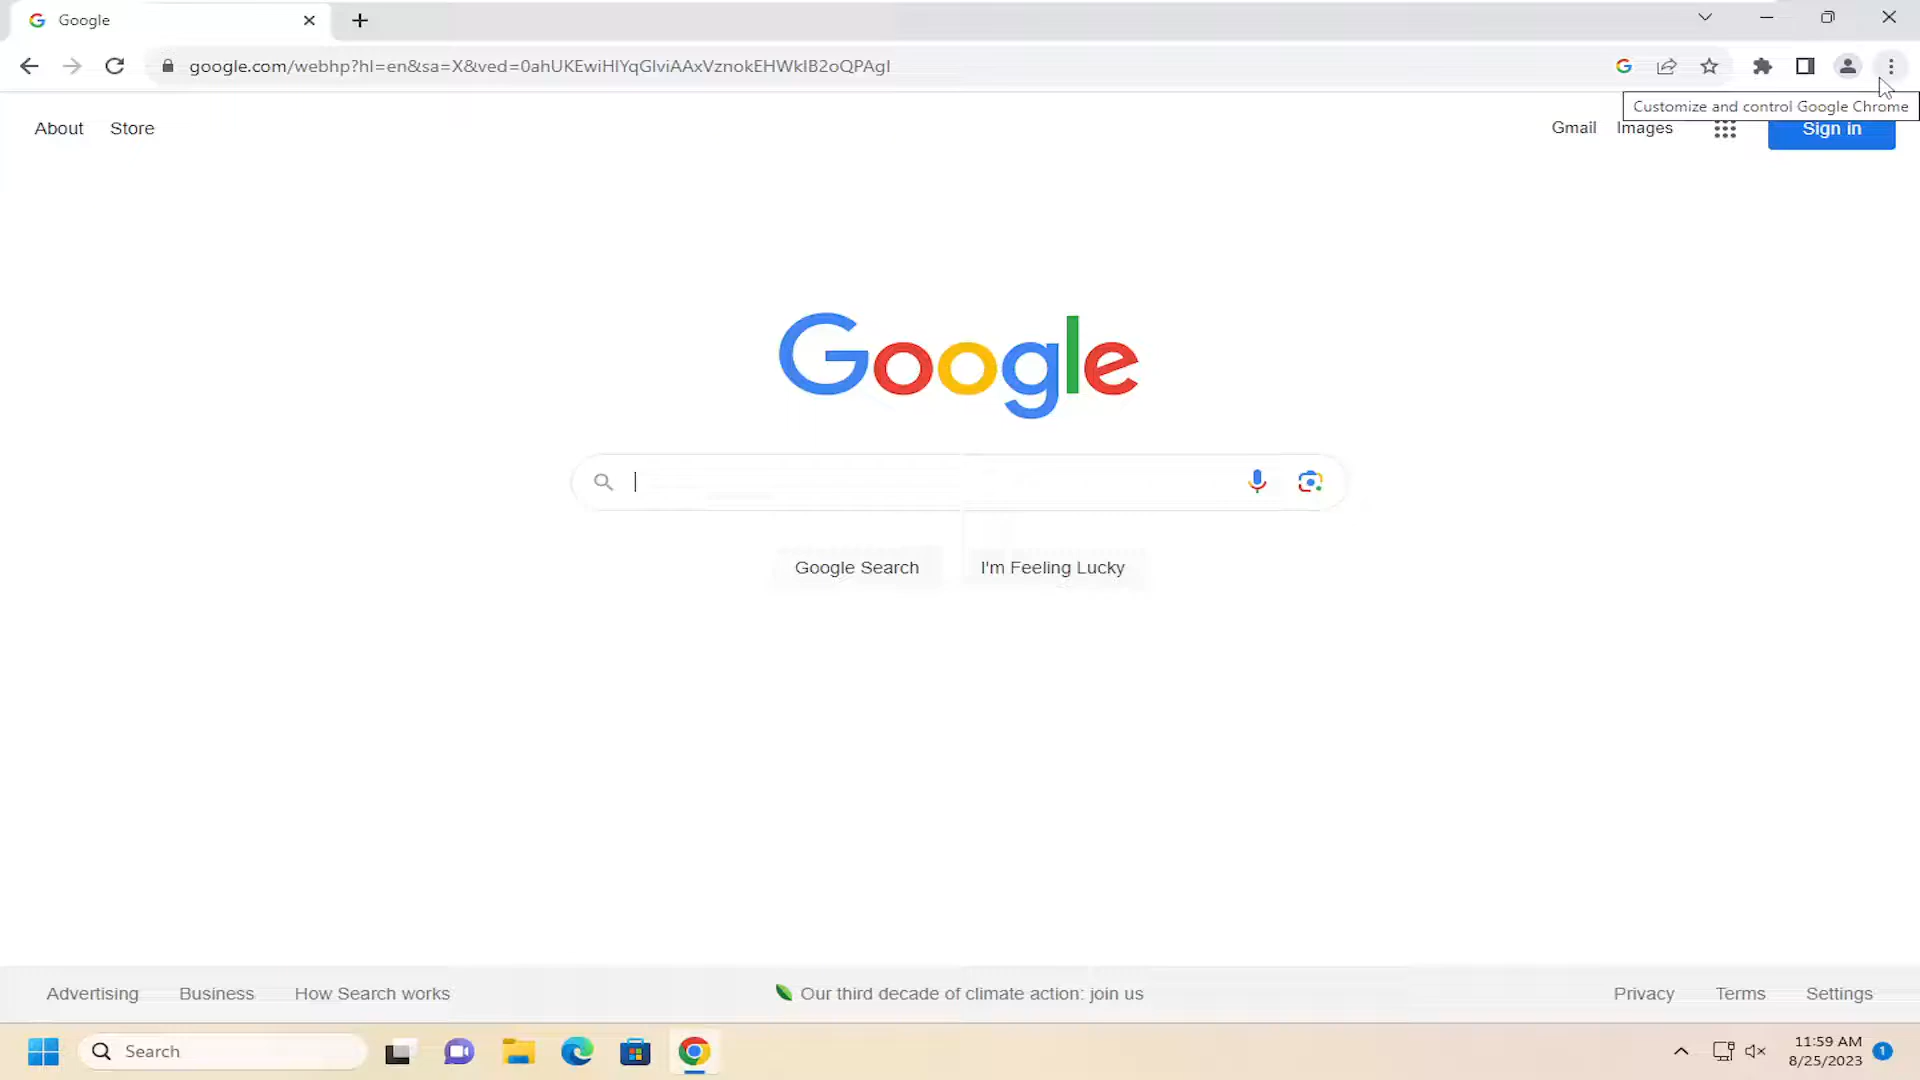 Google
google.com/webhp?hl=en&sa=X&ved=0ahUKEwiHlYqGlviAAxVznokEHWkIB2oQPAgI
Customize and control Google Chrome
About Store
Gmail Images Sign in
Google
Google Search I'm Feeling Lucky
Advertising Business How Search works
Our third decade of climate action: join us
Privacy Terms Settings
Search
11:59 AM
8/25/2023
1